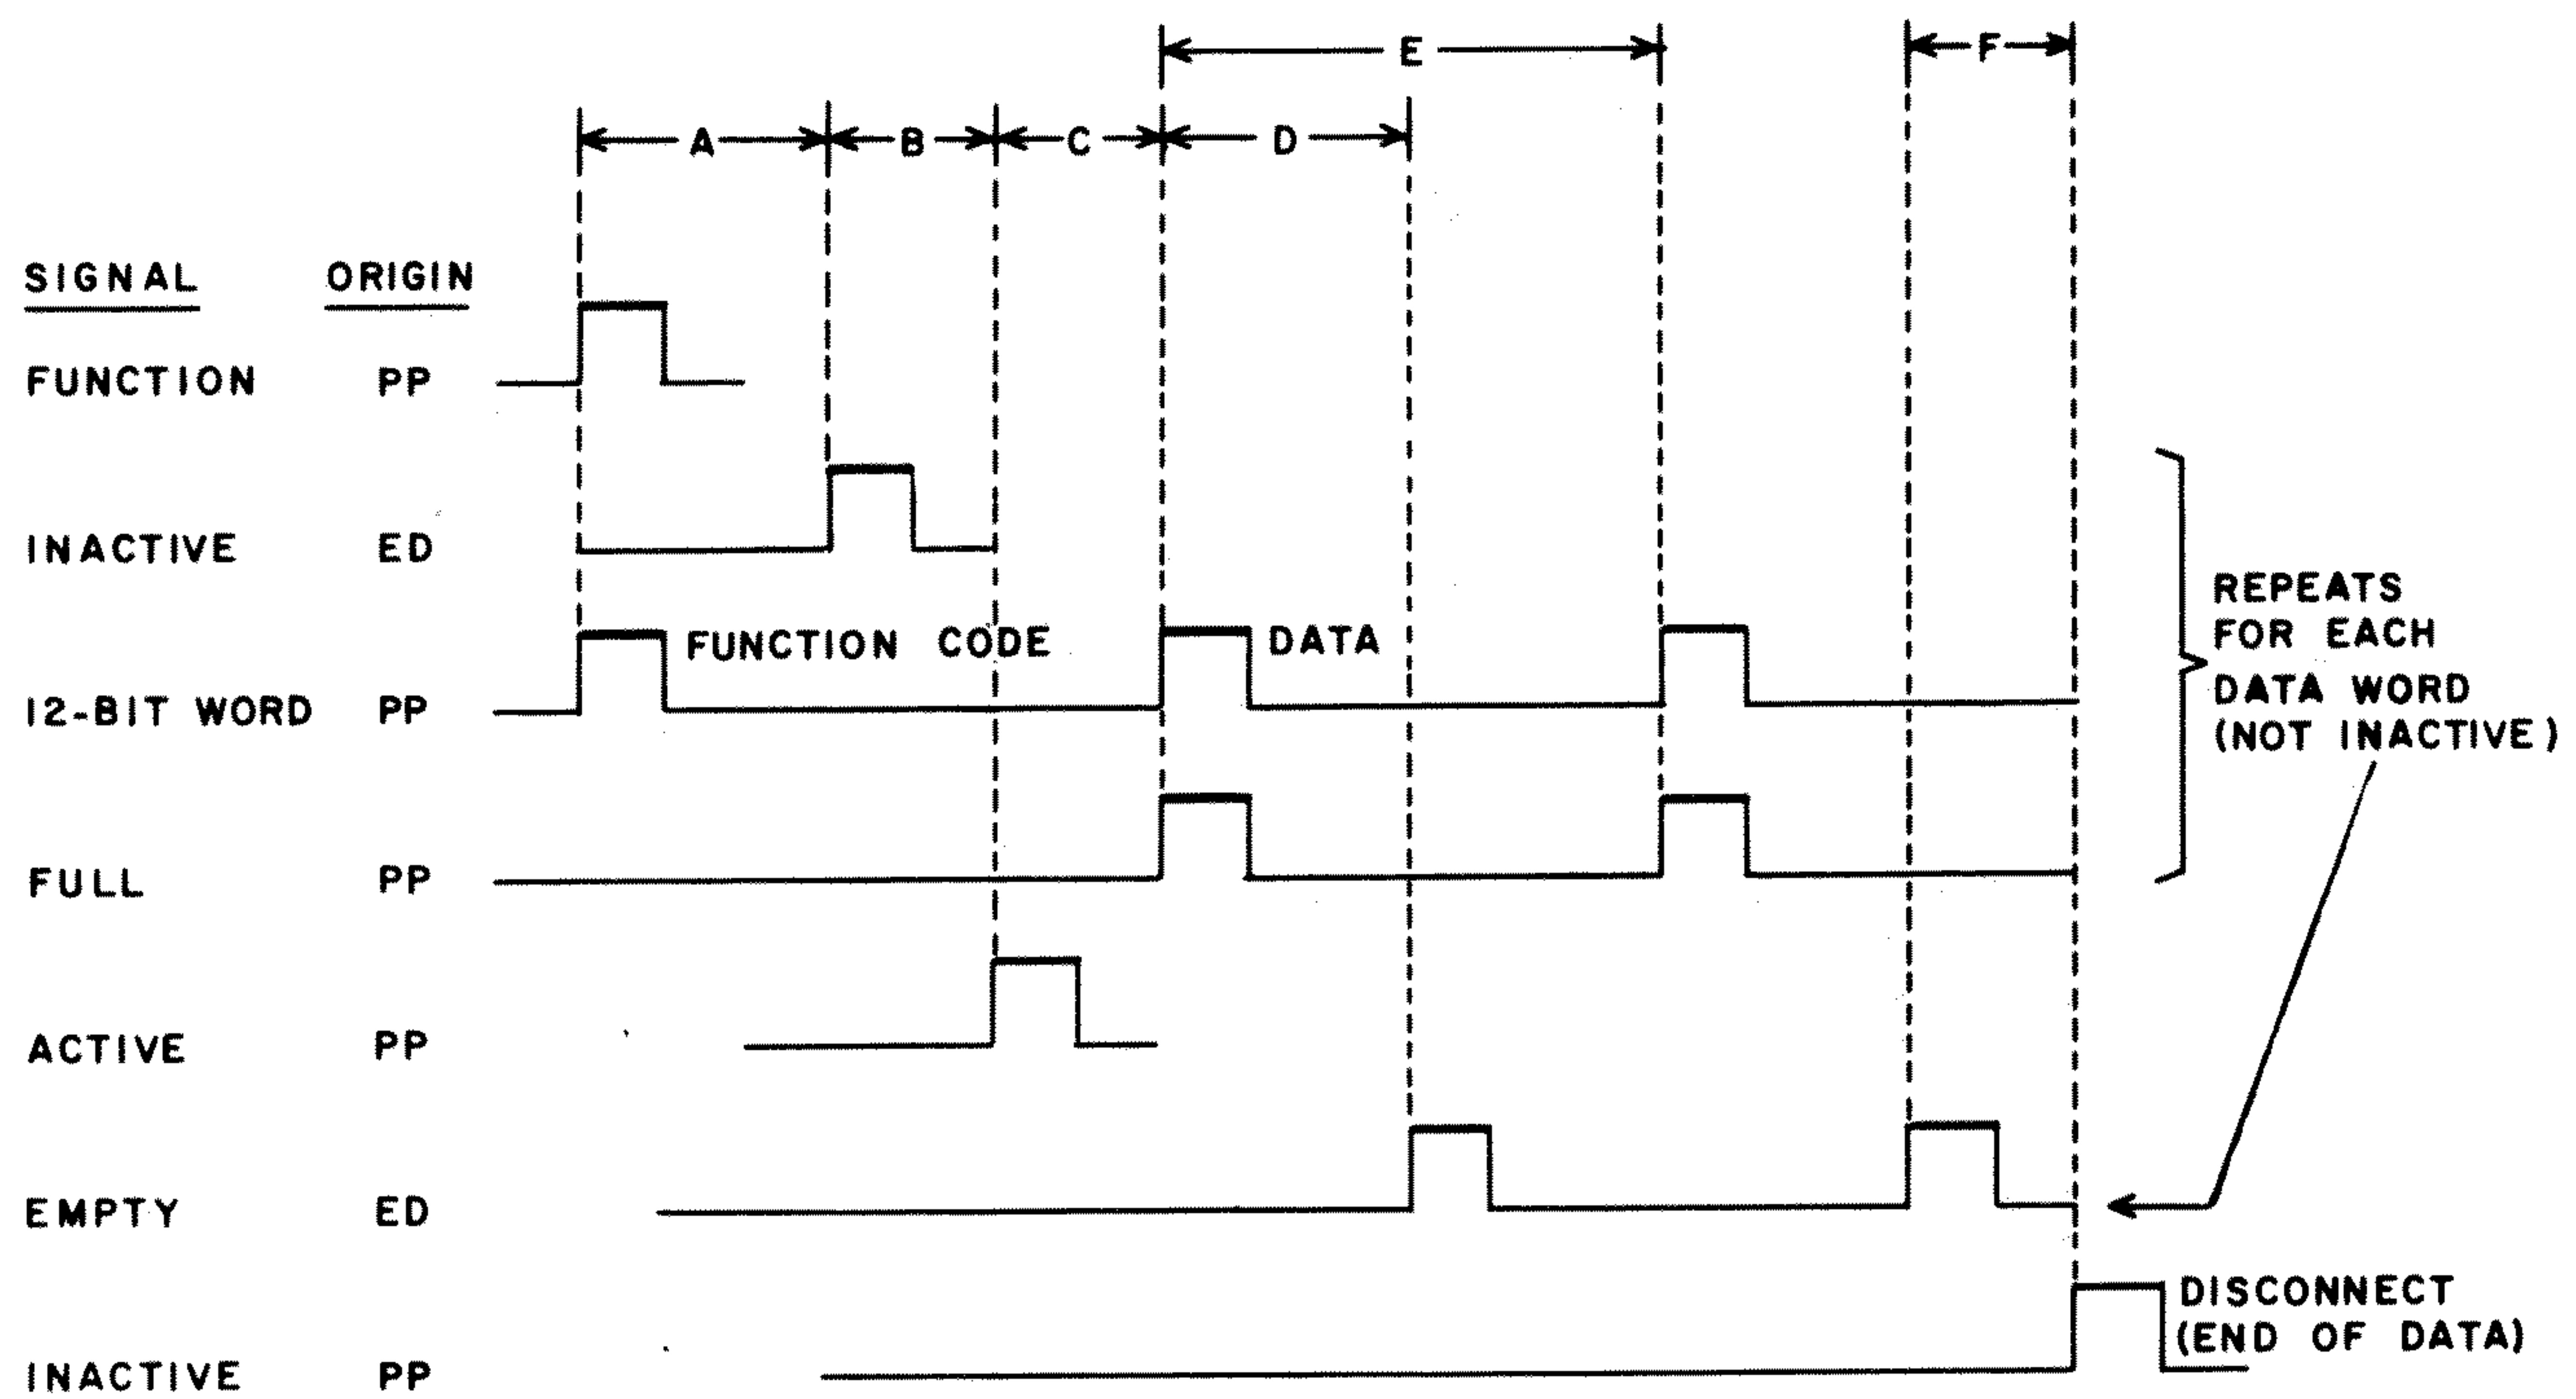 E
F
A B C D
SIGNAL ORIGIN
FUNCTION PP
INACTIVE ED
REPEATS
FOR EACH
DATA WORD
(NOT INACTIVE)
FUNCTION CODE DATA
12-BIT WORD PP
FULL PP
ACTIVE PP
EMPTY ED
DISCONNECT
(END OF DATA)
INACTIVE PP